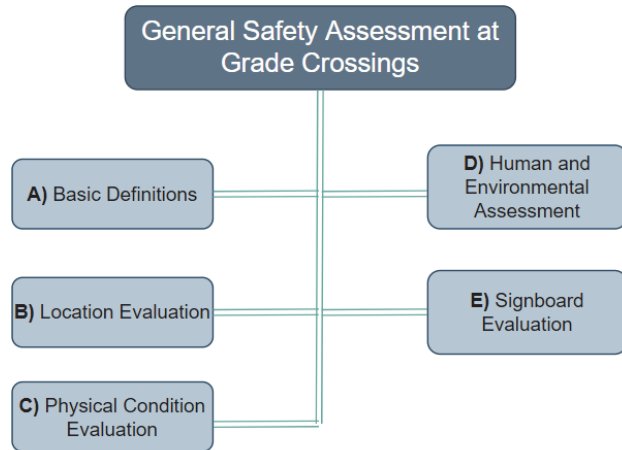 General Safety Assessment at
Grade Crossings
A) Basic Definitions
B) Location Evaluation
C) Physical Condition
Evaluation
D) Human and
Environmental
Assessment
E) Signboard
Evaluation